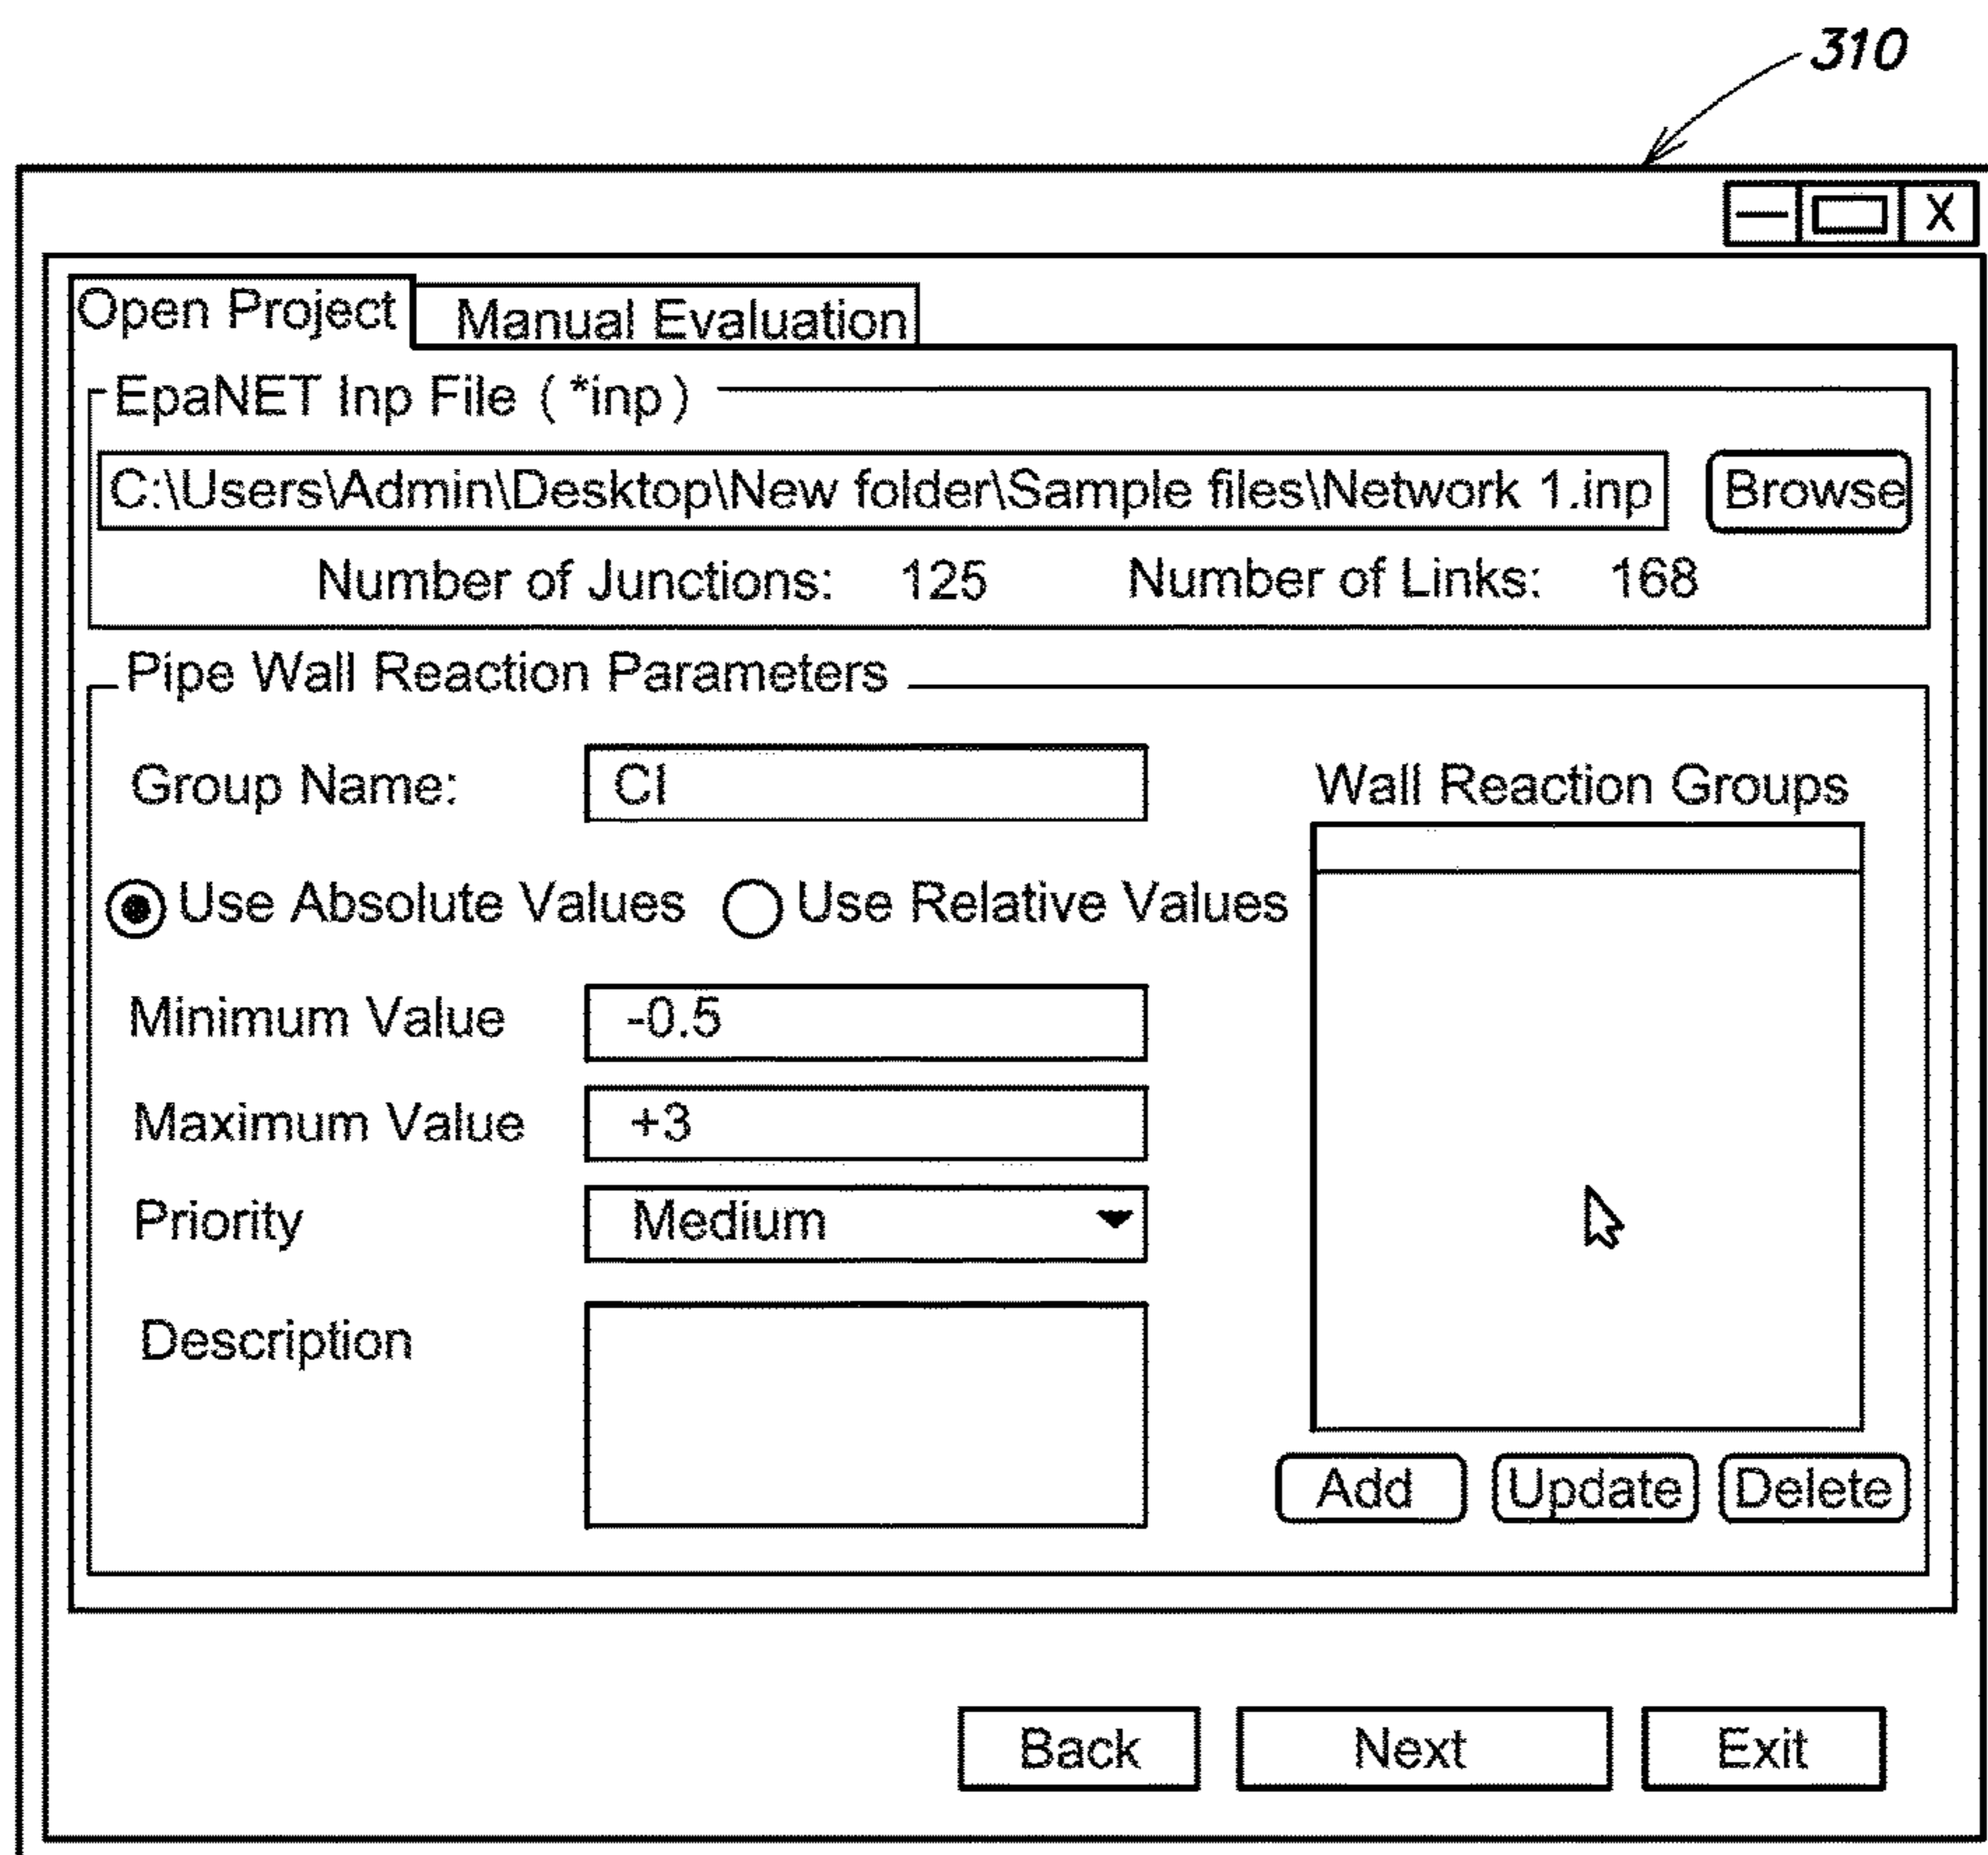 310
X
Open Project Manual Evaluation
EpaNET Inp File ( *inp )
C:\Users\Admin\Desktop\New folder\Sample files\Network 1.inp Browse
Number of Junctions: 125 Number of Links: 168
Pipe Wall Reaction Parameters
Group Name: CI Wall Reaction Groups
Use Absolute Values Use Relative Values
Minimum Value -0.5
Maximum Value +3
Priority Medium
Description
Add Update Delete
Back Next Exit